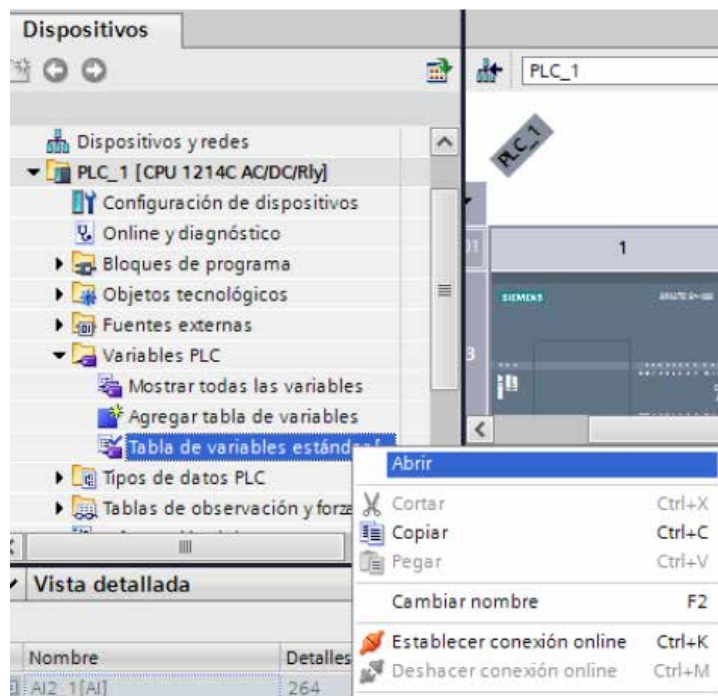 Dispositivos
PLC_1
PLC_1
Dispositivos y redes
PLC_1 [CPU 1214C AC/DC/Rly]
Configuración de dispositivos
Online y diagnóstico
Bloques de programa
Objetos tecnológicos
Fuentes externas
Variables PLC
Mostrar todas las variables
Agregar tabla de variables
Tabla de variables estándar [
Tipos de datos PLC
Tablas de observación y forza
1
SIEMENS
Abrir
Cortar Ctrl+X
Copiar Ctrl+C
Pegar Ctrl+V
Cambiar nombre F2
Establecer conexión online Ctrl+K
Deshacer conexión online Ctrl+M
Vista detallada
Nombre Detalles
AI2_1[AI] 264